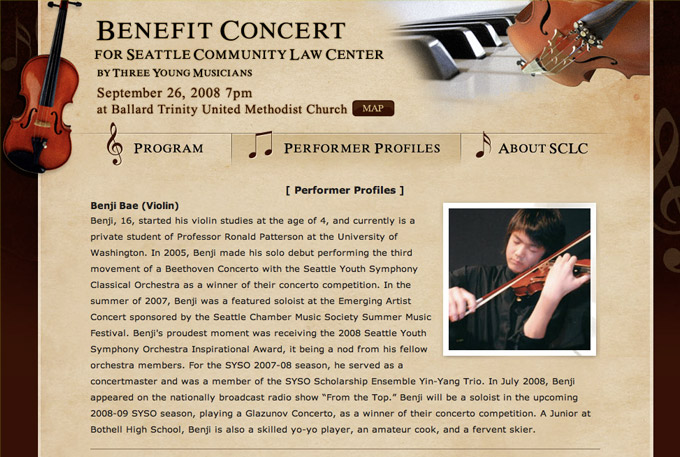 BENEFIT CONCERT
FOR SEATTLE COMMUNITY LAW CENTER
BY THREE YOUNG MUSICIANS
September 26, 2008 7pm
at Ballard Trinity United Methodist Church MAP
PROGRAM PERFORMER PROFILES ABOUT SCLC
[ Performer Profiles ]
Benji Bae (Violin)
Benji, 16, started his violin studies at the age of 4, and currently is a
private student of Professor Ronald Patterson at the University of
Washington. In 2005, Benji made his solo debut performing the third
movement of a Beethoven Concerto with the Seattle Youth Symphony
Classical Orchestra as a winner of their concerto competition. In the
summer of 2007, Benji was a featured soloist at the Emerging Artist
Concert sponsored by the Seattle Chamber Music Society Summer Music
Festival. Benji's proudest moment was receiving the 2008 Seattle Youth
Symphony Orchestra Inspirational Award, it being a nod from his fellow
orchestra members. For the SYSO 2007-08 season, he served as a
concertmaster and was a member of the SYSO Scholarship Ensemble Yin-Yang Trio. In July 2008, Benji
appeared on the nationally broadcast radio show “From the Top.” Benji will be a soloist in the upcoming
2008-09 SYSO season, playing a Glazunov Concerto, as a winner of their concerto competition. A Junior at
Bothell High School, Benji is also a skilled yo-yo player, an amateur cook, and a fervent skier.